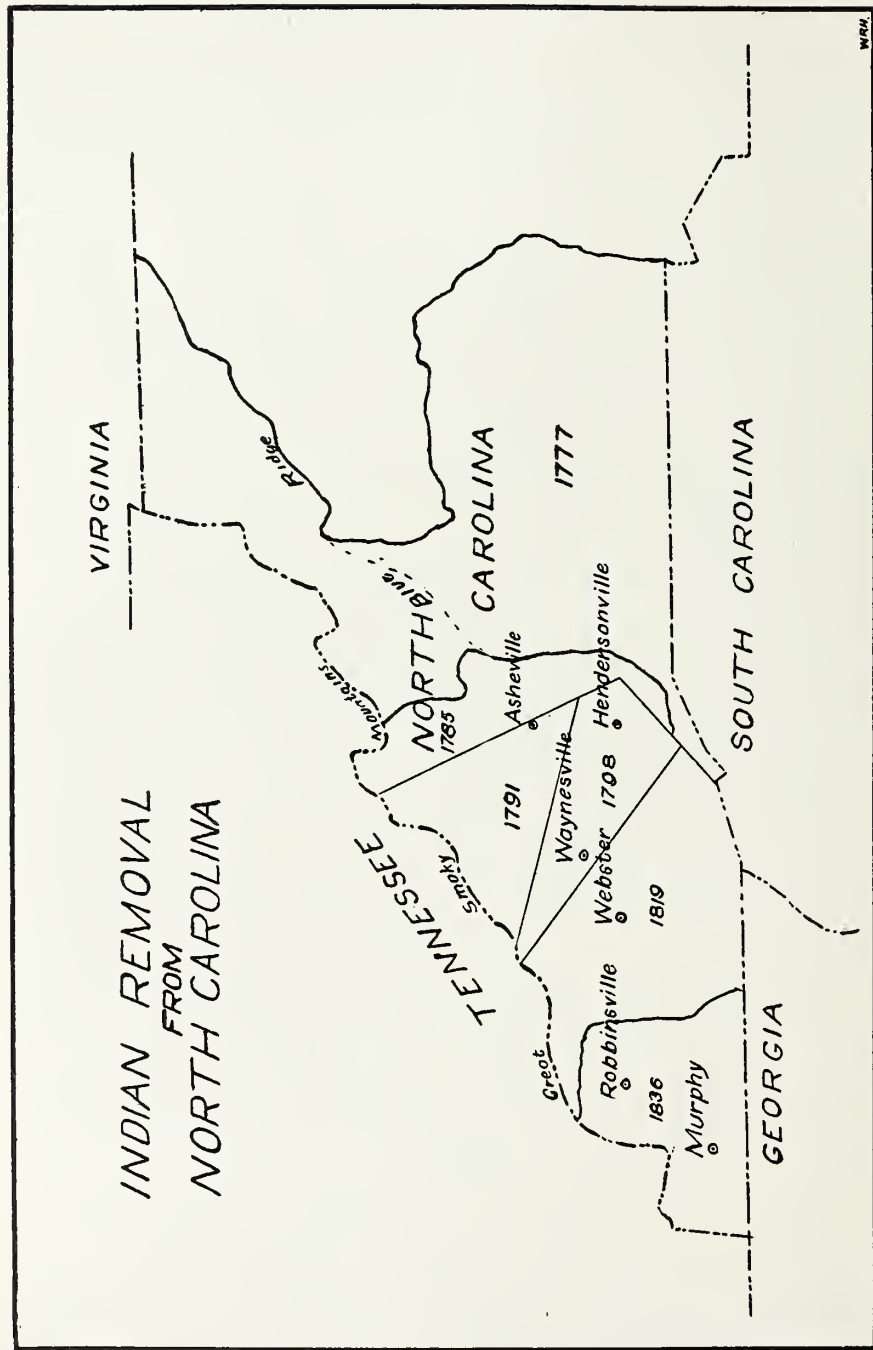 INDIAN REMOVAL
FROM
NORTH CAROLINA
VIRGINIA
TENNESSEE
Great
Smoky
Mountains
Blue
Ridge
NORTH
CAROLINA
1785
1777
1791
Asheville
Hendersonville
Waynesville
1798
Webster
1819
Robbinsville
1836
Murphy
GEORGIA
SOUTH CAROLINA
WRH.